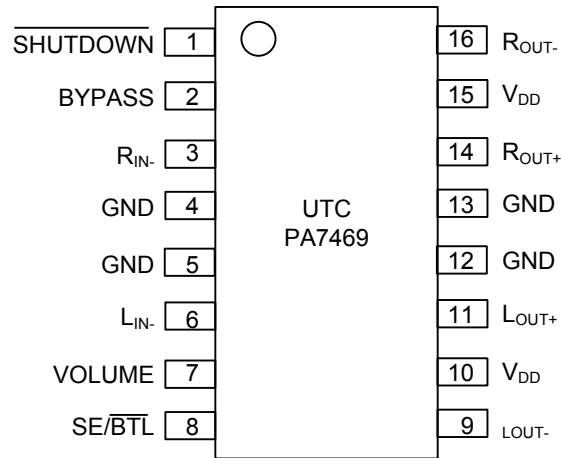 SHUTDOWN 1 16 ROUT-
BYPASS 2 15 VDD
RIN- 3 14 ROUT+
GND 4 13 GND
UTC
PA7469
GND 5 12 GND
LIN- 6 11 LOUT+
VOLUME 7 10 VDD
SE/BTL 8 9 LOUT-